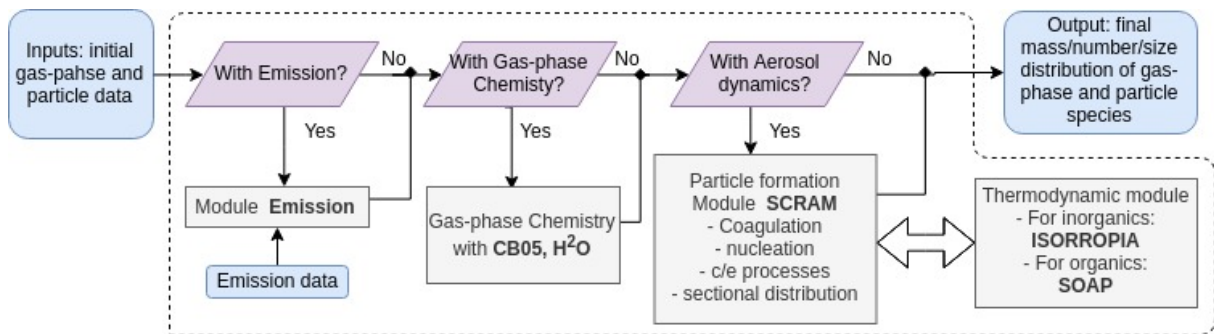 Inputs: initial
gas-pahse and
particle data
With Emission?
No
Yes
Module Emission
Emission data
With Gas-phase
Chemisty?
No
Yes
Gas-phase Chemistry
with CB05, H²O
With Aerosol
dynamics?
No
Yes
Particle formation
Module SCRAM
- Coagulation
- nucleation
- c/e processes
- sectional distribution
Thermodynamic module
- For inorganics:
ISORROPIA
- For organics:
SOAP
Output: final
mass/number/size
distribution of gas-
phase and particle
species